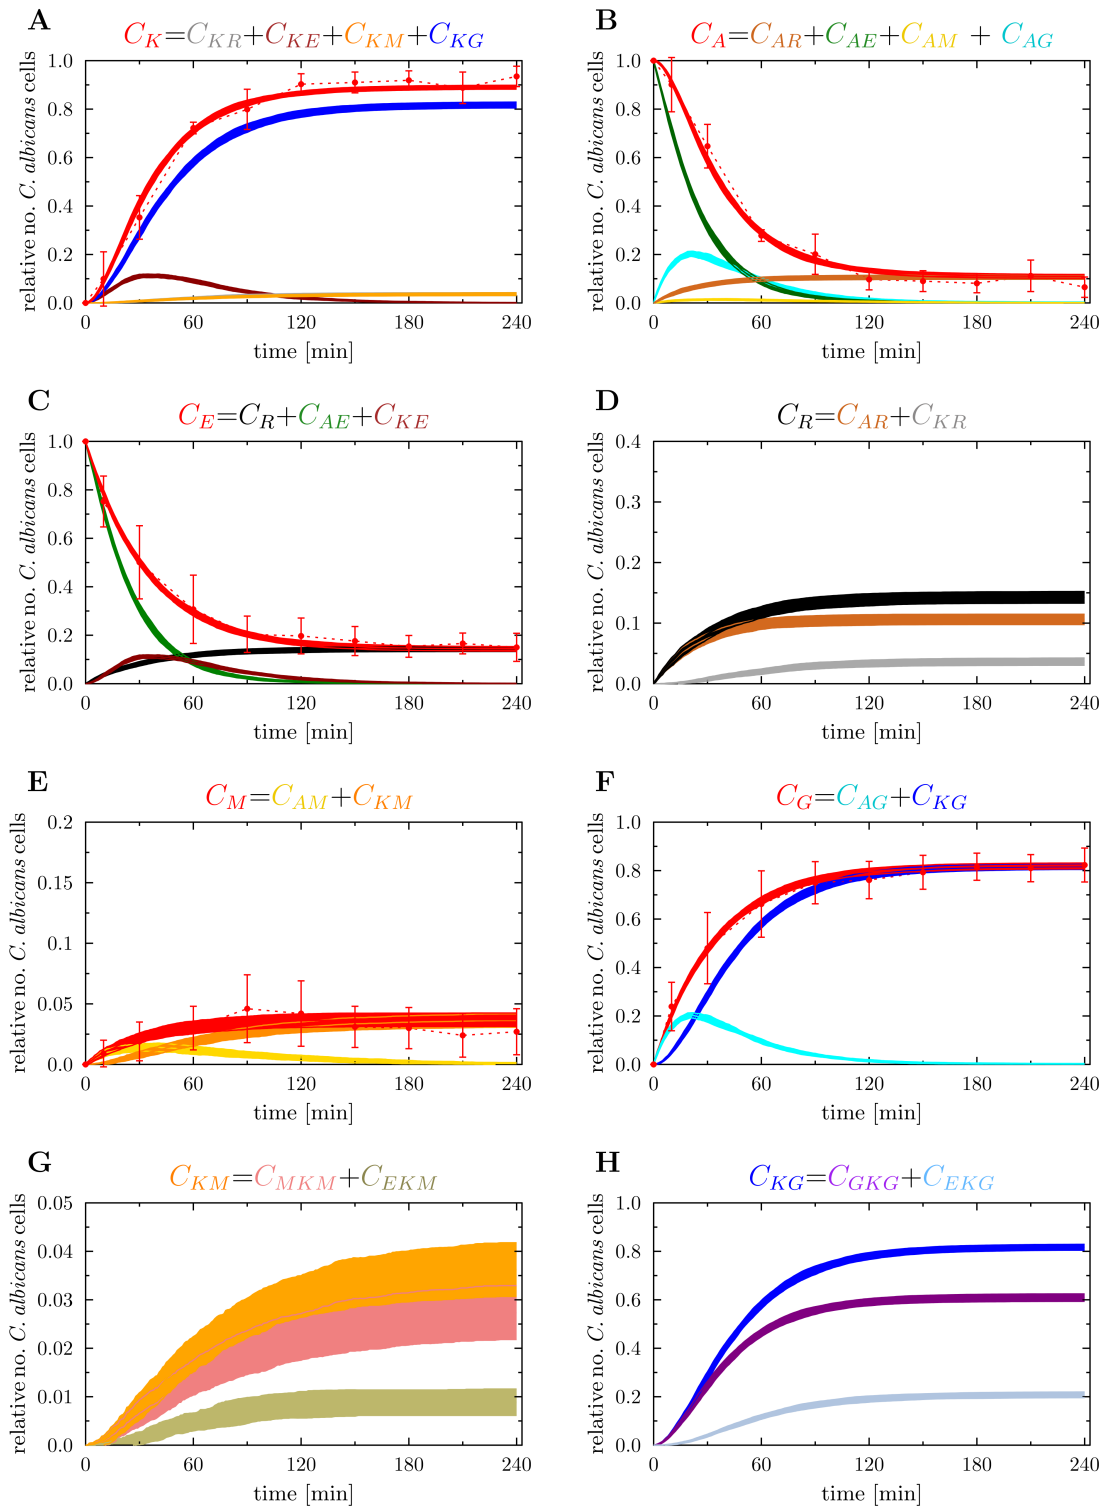 A
C_K=C_KR+C_KE+C_KM+C_KG
relative no. C. albicans cells
1.0
0.8
0.6
0.4
0.2
0.0
0 60 120 180 240
time [min]
B
C_A=C_AR+C_AE+C_AM + C_AG
relative no. C. albicans cells
1.0
0.8
0.6
0.4
0.2
0.0
0 60 120 180 240
time [min]
C
C_E=C_R+C_AE+C_KE
relative no. C. albicans cells
1.0
0.8
0.6
0.4
0.2
0.0
0 60 120 180 240
time [min]
D
C_R=C_AR+C_KR
relative no. C. albicans cells
0.4
0.3
0.2
0.1
0.0
0 60 120 180 240
time [min]
E
C_M=C_AM+C_KM
relative no. C. albicans cells
0.2
0.15
0.1
0.05
0.0
0 60 120 180 240
time [min]
F
C_G=C_AG+C_KG
relative no. C. albicans cells
1.0
0.8
0.6
0.4
0.2
0.0
0 60 120 180 240
time [min]
G
C_KM=C_MKM+C_EKM
relative no. C. albicans cells
0.05
0.04
0.03
0.02
0.01
0.0
0 60 120 180 240
time [min]
H
C_KG=C_GKG+C_EKG
relative no. C. albicans cells
1.0
0.8
0.6
0.4
0.2
0.0
0 60 120 180 240
time [min]